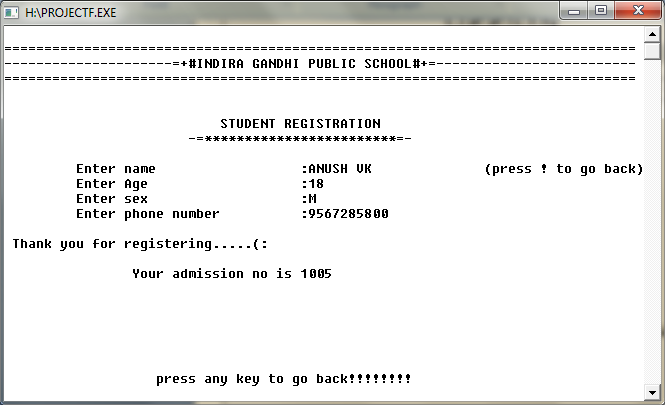 H:\PROJECTF.EXE
===============================================================================
---------------------=+#INDIRA GANDHI PUBLIC SCHOOL#+=-------------------------
===============================================================================
STUDENT REGISTRATION
-=************************=-
Enter name :ANUSH VK (press ! to go back)
Enter Age :18
Enter sex :M
Enter phone number :9567285800
Thank you for registering.....(:
Your admission no is 1005
press any key to go back!!!!!!!!